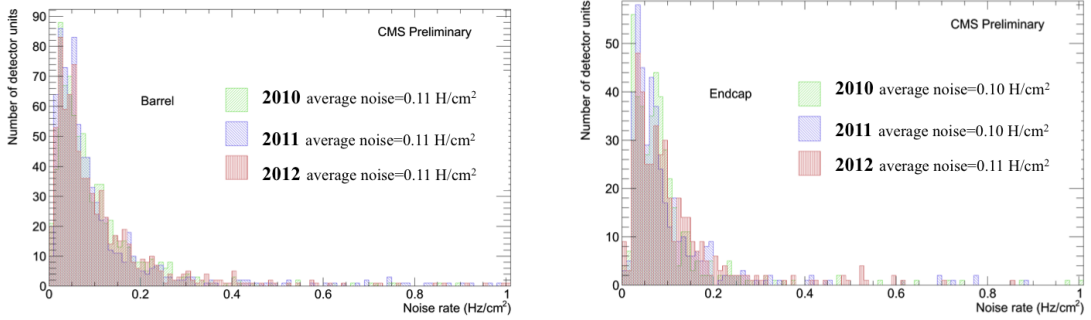 CMS Preliminary
Number of detector units
90
80
70
60
50
40
30
20
10
0
Barrel
2010 average noise=0.11 H/cm²
2011 average noise=0.11 H/cm²
2012 average noise=0.11 H/cm²
0 0.2 0.4 0.6 0.8 1
Noise rate (Hz/cm²)
CMS Preliminary
Number of detector units
50
40
30
20
10
0
Endcap
2010 average noise=0.10 H/cm²
2011 average noise=0.10 H/cm²
2012 average noise=0.11 H/cm²
0 0.2 0.4 0.6 0.8 1
Noise rate (Hz/cm²)